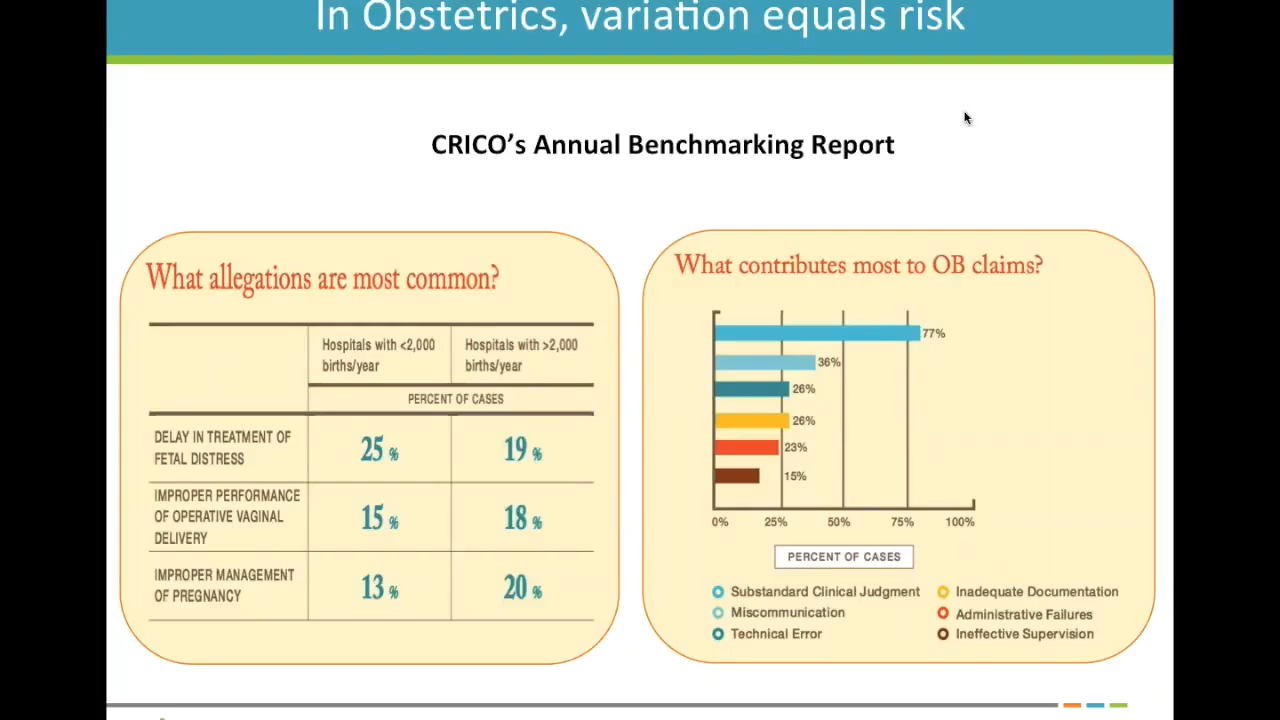 In Obstetrics, variation equals risk
CRICO’s Annual Benchmarking Report
What allegations are most common?
Hospitals with <2,000
births/year
Hospitals with >2,000
births/year
PERCENT OF CASES
DELAY IN TREATMENT OF
FETAL DISTRESS
25 %
19 %
IMPROPER PERFORMANCE
OF OPERATIVE VAGINAL
DELIVERY
15 %
18 %
IMPROPER MANAGEMENT
OF PREGNANCY
13 %
20 %
What contributes most to OB claims?
77%
36%
26%
26%
23%
15%
0% 25% 50% 75% 100%
PERCENT OF CASES
Substandard Clinical Judgment
Miscommunication
Technical Error
Inadequate Documentation
Administrative Failures
Ineffective Supervision